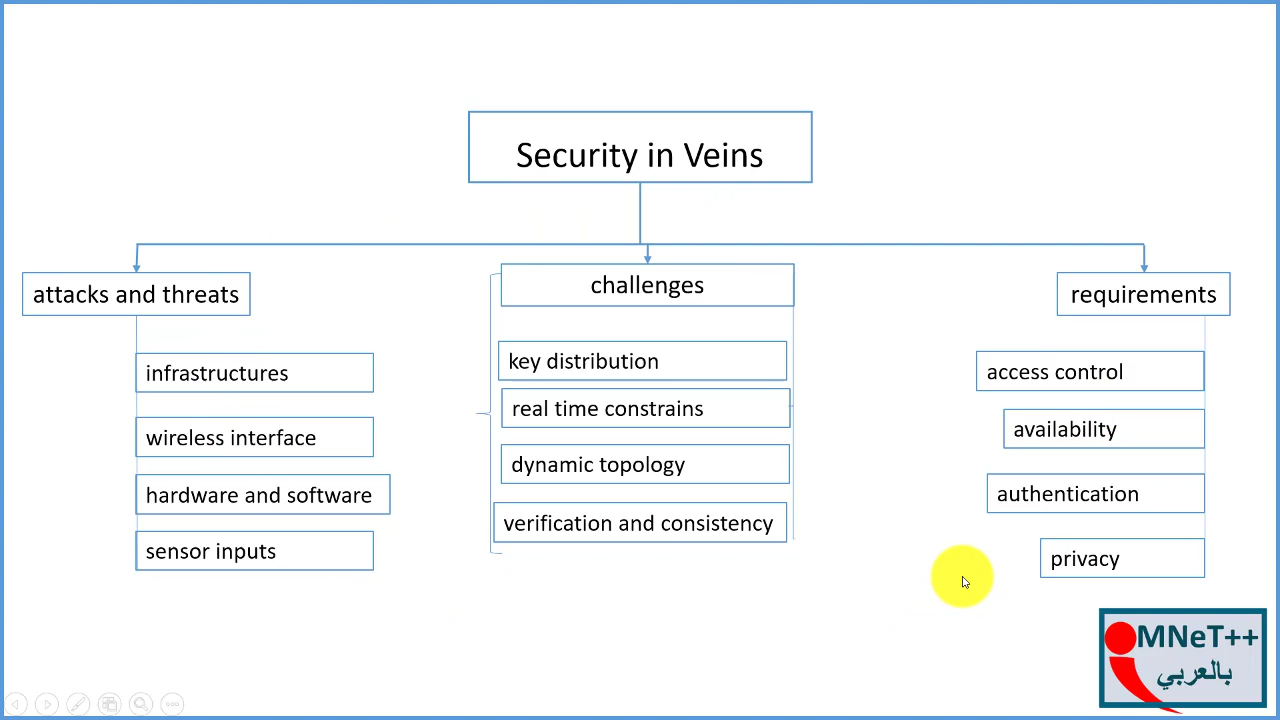 Security in Veins
attacks and threats
infrastructures
wireless interface
hardware and software
sensor inputs
challenges
key distribution
real time constrains
dynamic topology
verification and consistency
requirements
access control
availability
authentication
privacy
MNeT++
بالعربي